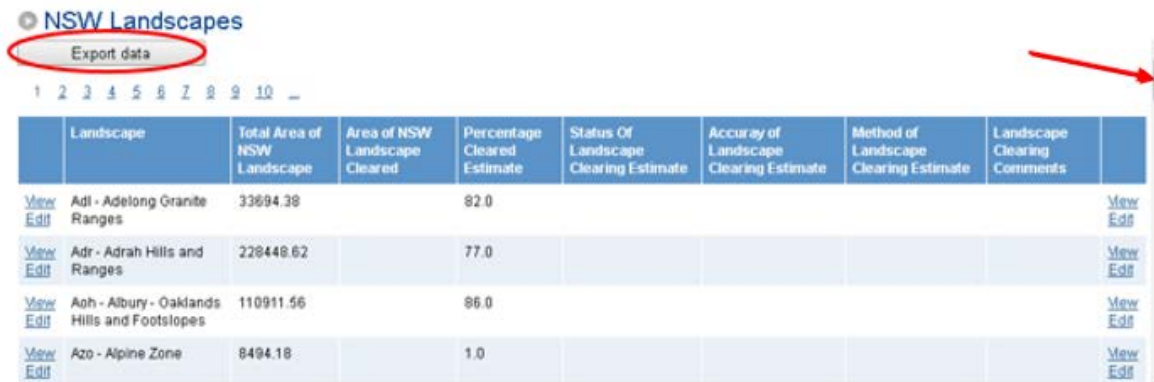 NSW Landscapes
Export data
1 2 3 4 5 6 7 8 9 10 ...
Landscape
Total Area of
NSW
Landscape
Area of NSW
Landscape
Cleared
Percentage
Cleared
Estimate
Status Of
Landscape
Clearing Estimate
Accuray of
Landscape
Clearing Estimate
Method of
Landscape
Clearing Estimate
Landscape
Clearing
Comments
View Adl - Adelong Granite 33694.38 82.0 View
Edit Ranges Edit
View Adr - Adrah Hills and 228448.62 77.0 View
Edit Ranges Edit
View Aoh - Albury - Oaklands 110911.56 86.0 View
Edit Hills and Footslopes Edit
View Azo - Alpine Zone 8494.18 1.0 View
Edit Edit